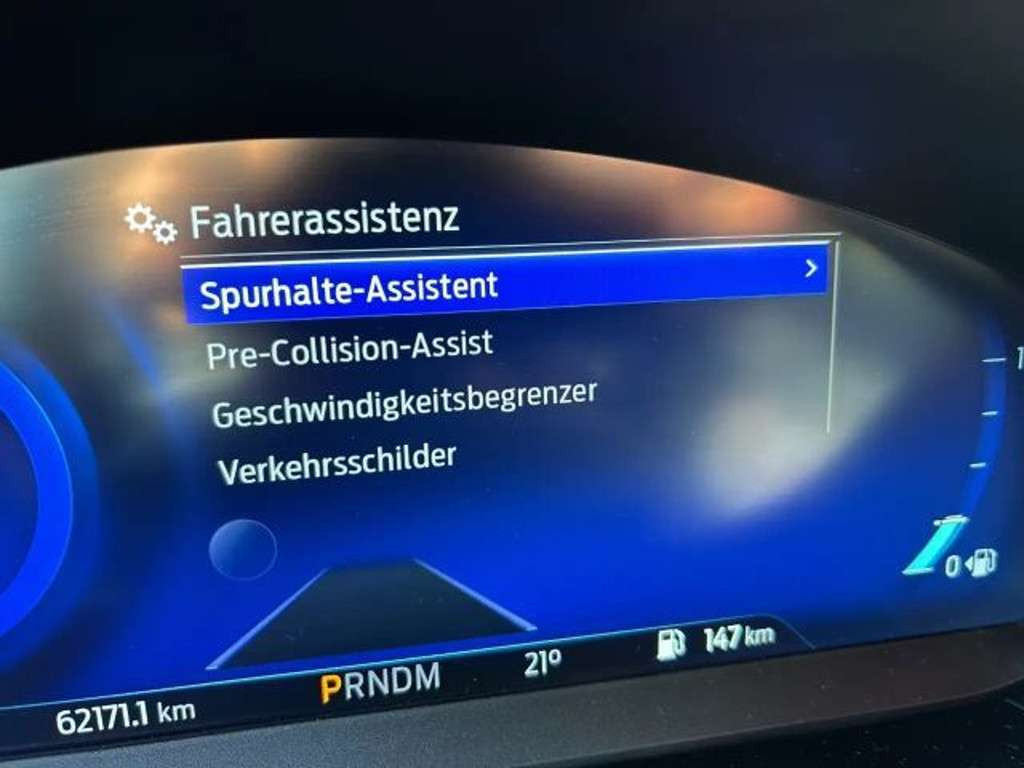 Fahrerassistenz
Spurhalte-Assistent
Pre-Collision-Assist
Geschwindigkeitsbegrenzer
Verkehrsschilder
0
PRNDM 21° 147 km
62171.1 km